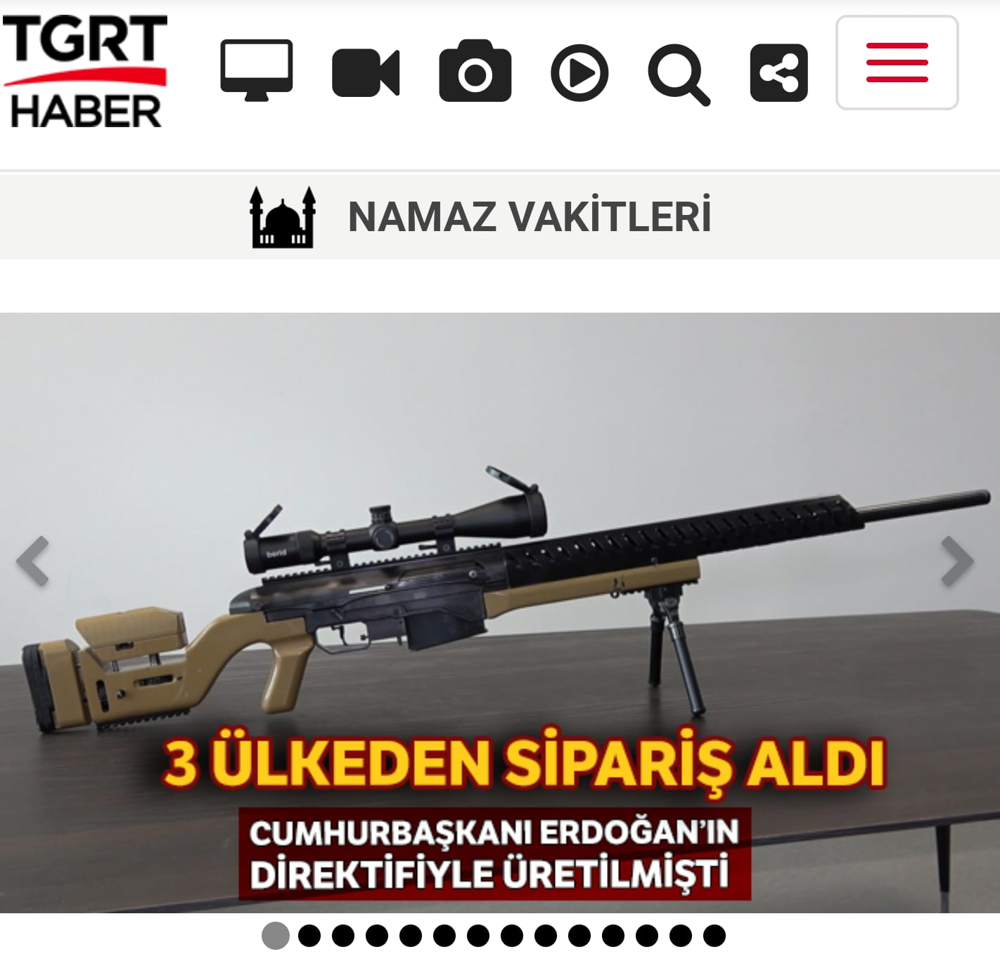 TGRT
HABER
NAMAZ VAKİTLERİ
berid
3 ÜLKEDEN SİPARİŞ ALDI
CUMHURBAŞKANI ERDOĞAN'IN
DİREKTİFİYLE ÜRETİLMİŞTİ